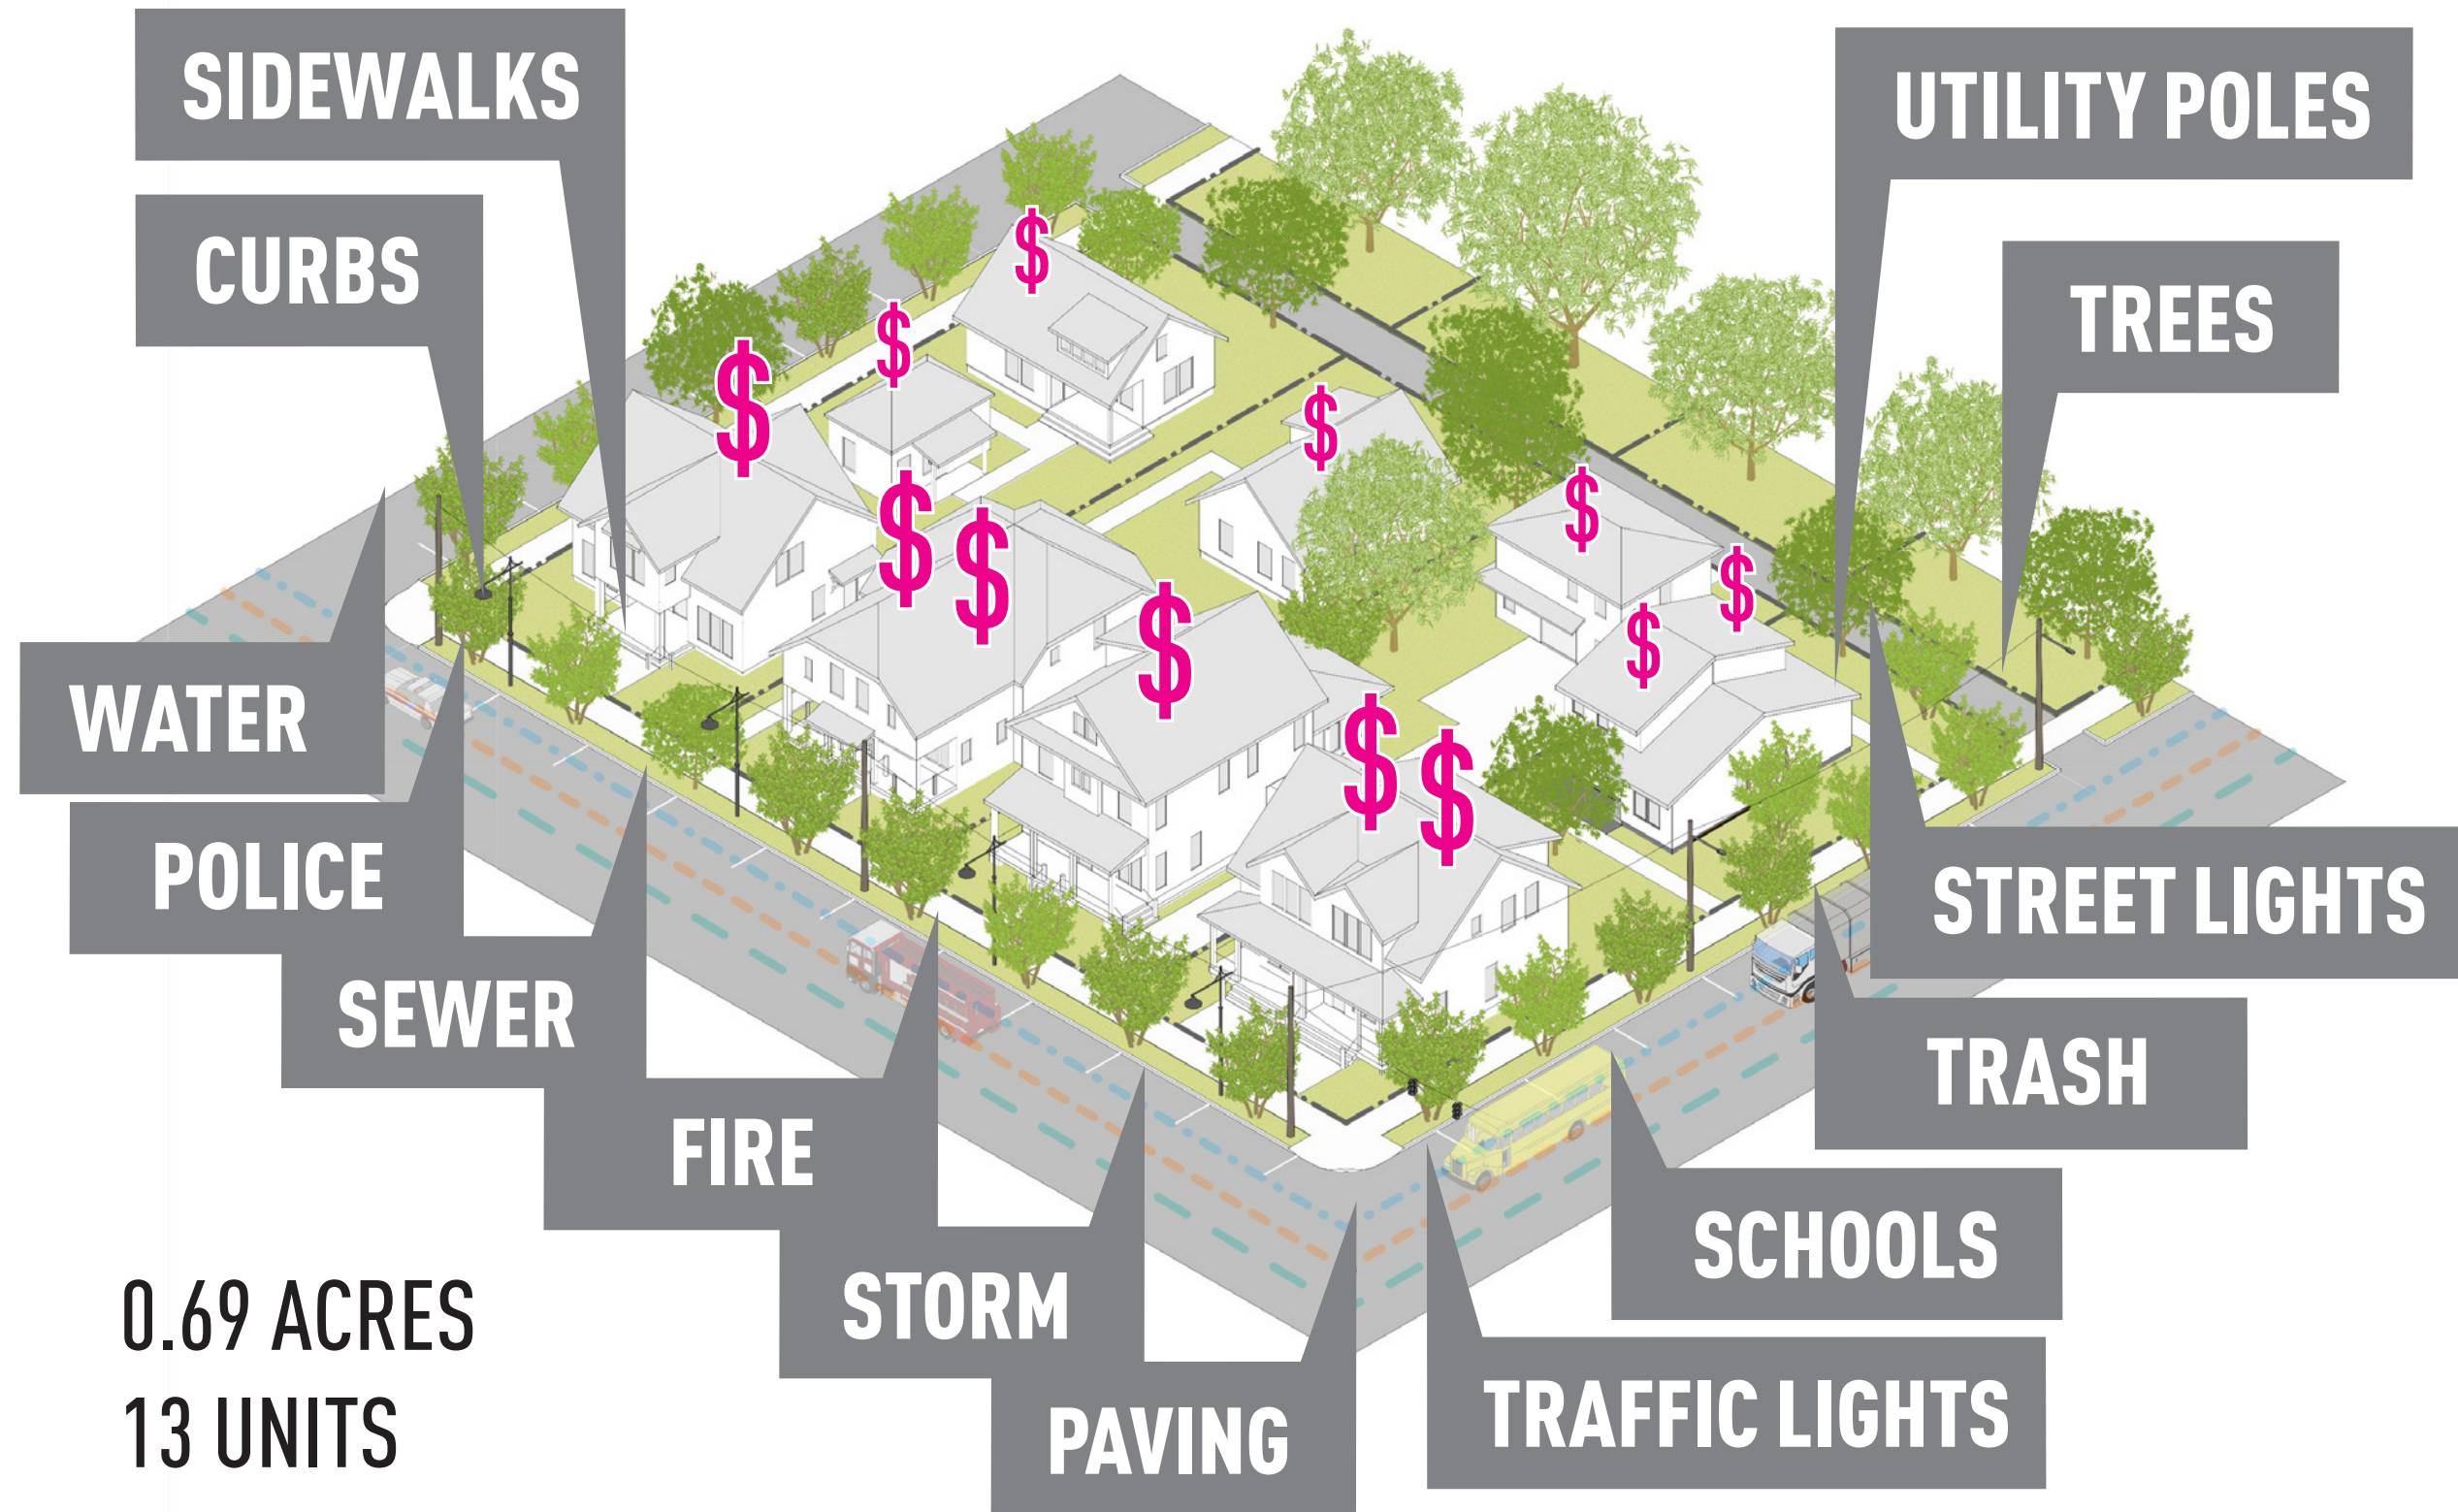 SIDEWALKS
UTILITY POLES
CURBS
TREES
WATER
POLICE
STREET LIGHTS
SEWER
TRASH
FIRE
SCHOOLS
STORM
TRAFFIC LIGHTS
PAVING
$
$
$
$
$
$
$
$
$
$
$
$
0.69 ACRES
13 UNITS